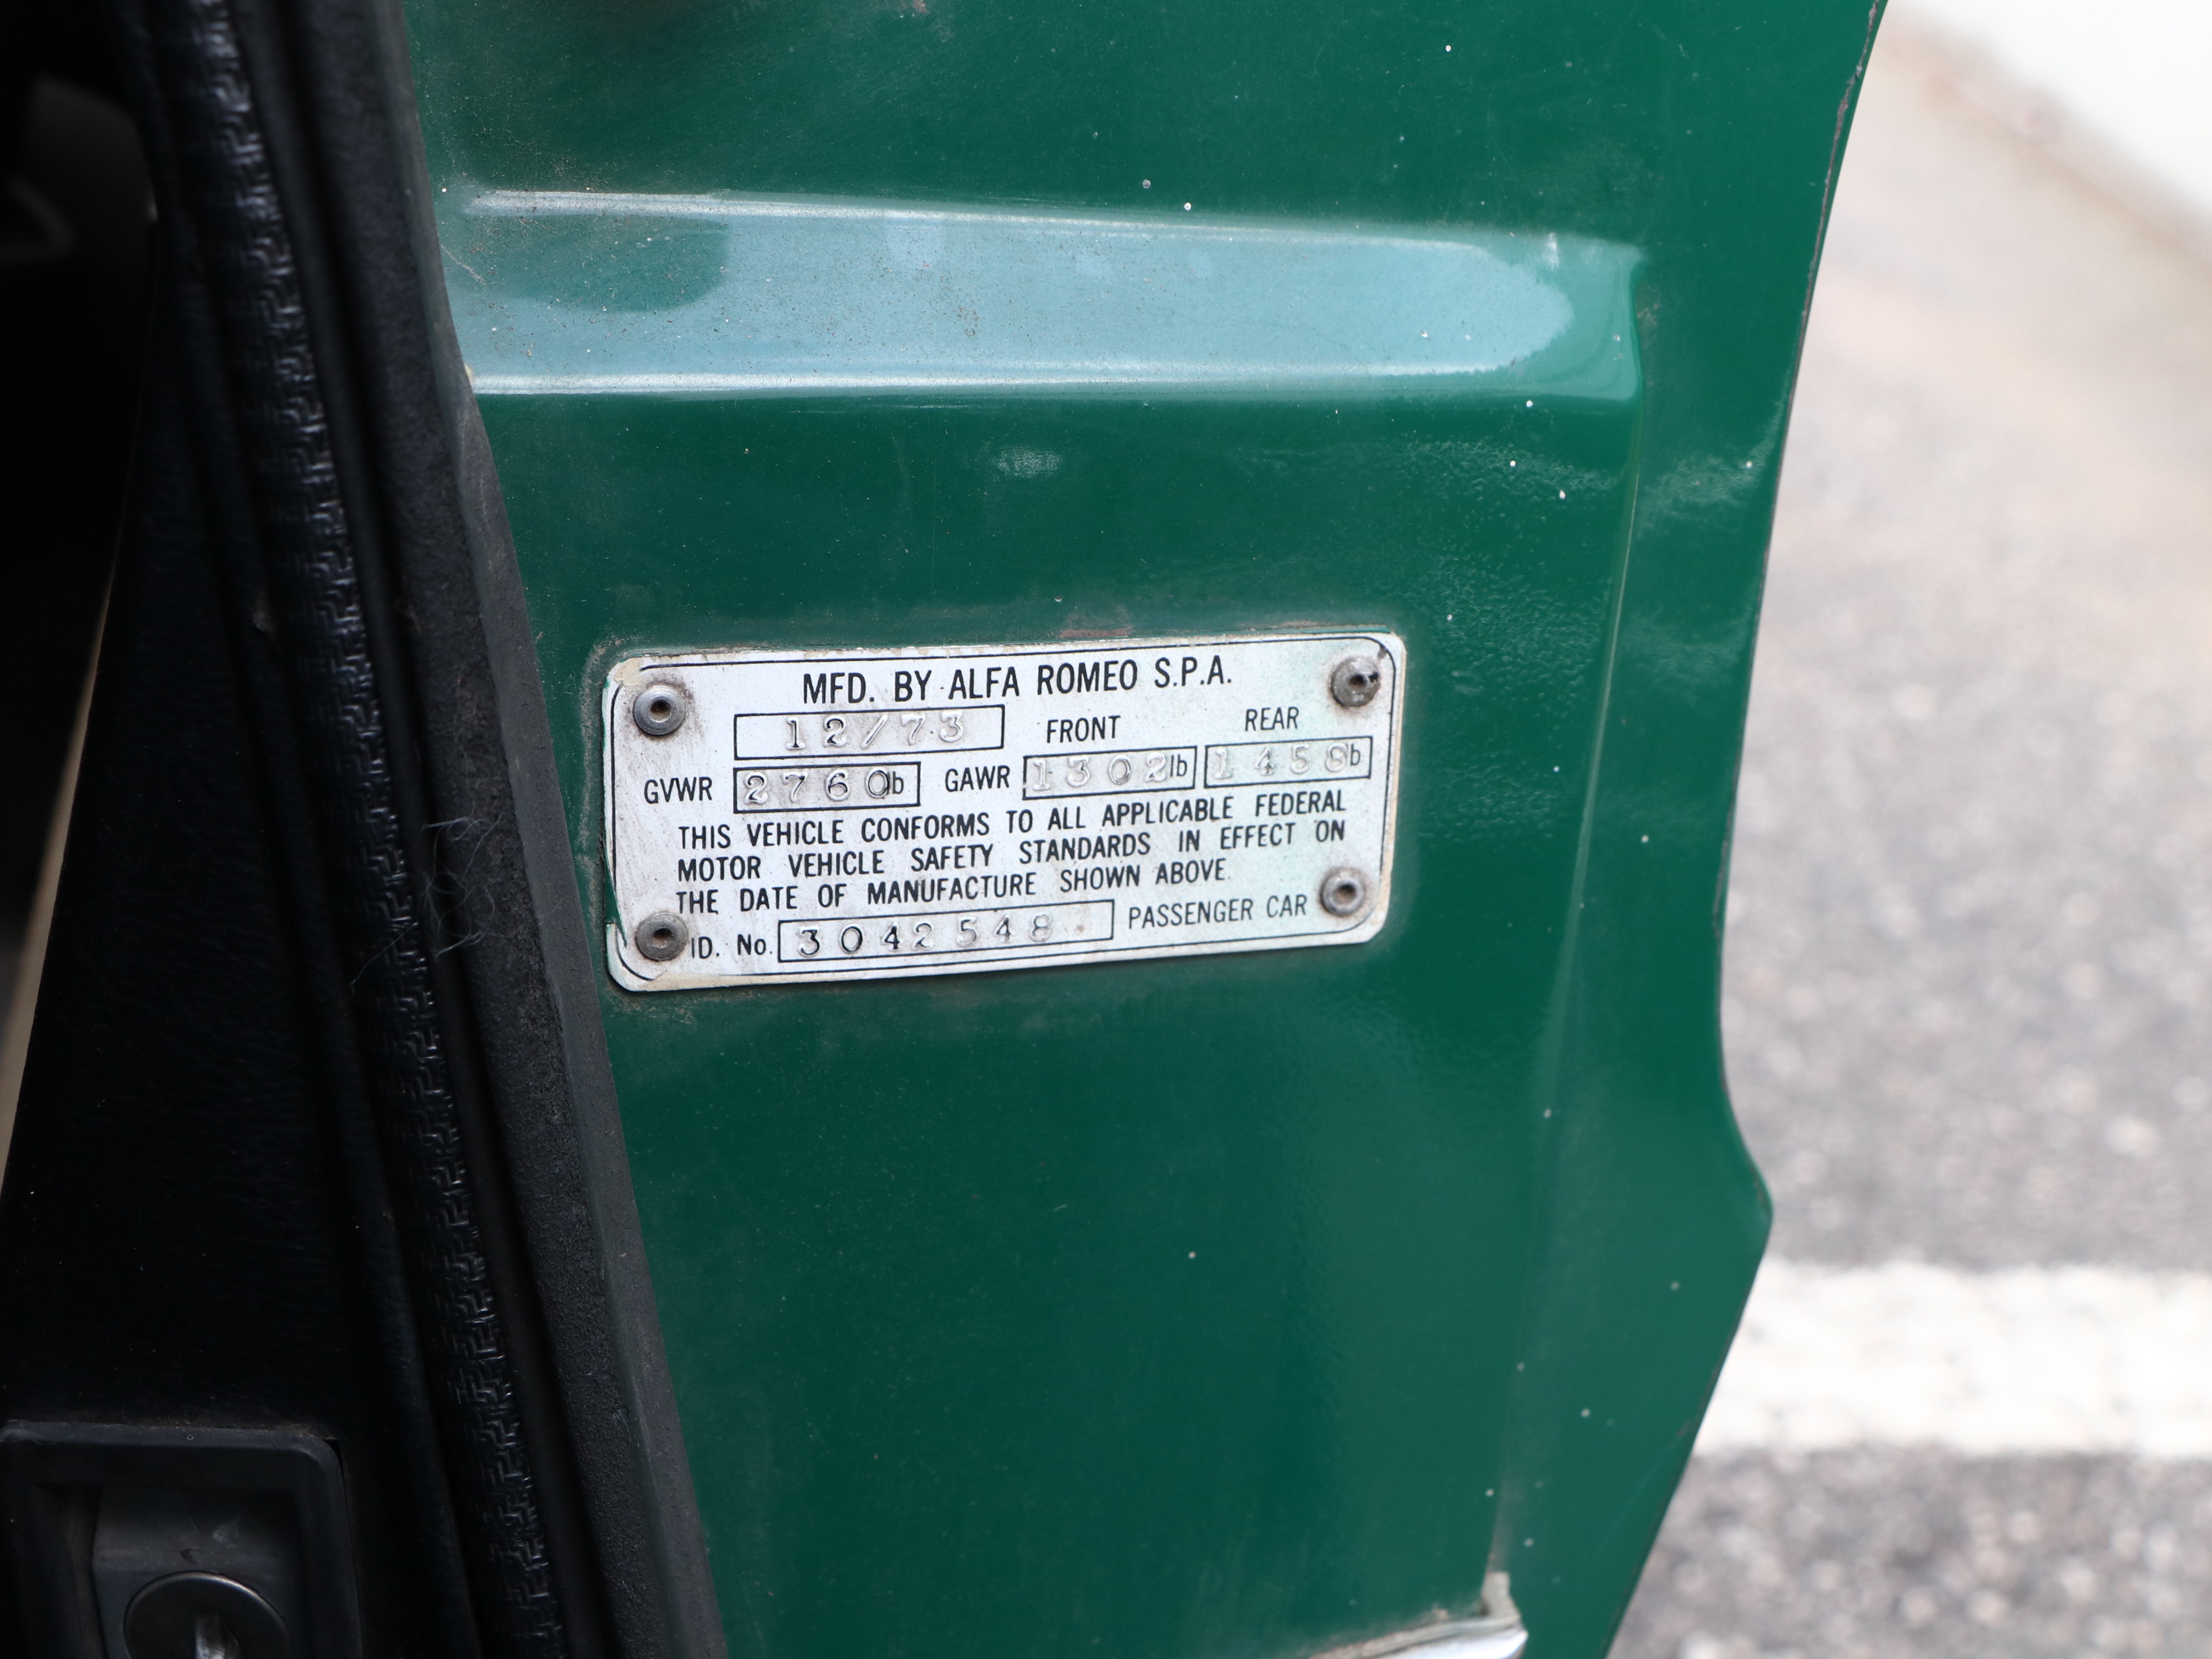 MFD. BY ALFA ROMEO S.P.A.
12/73 FRONT REAR
GVWR 2760lb GAWR 1302lb 1458lb
THIS VEHICLE CONFORMS TO ALL APPLICABLE FEDERAL
MOTOR VEHICLE SAFETY STANDARDS IN EFFECT ON
THE DATE OF MANUFACTURE SHOWN ABOVE.
ID. No. 3042548 PASSENGER CAR